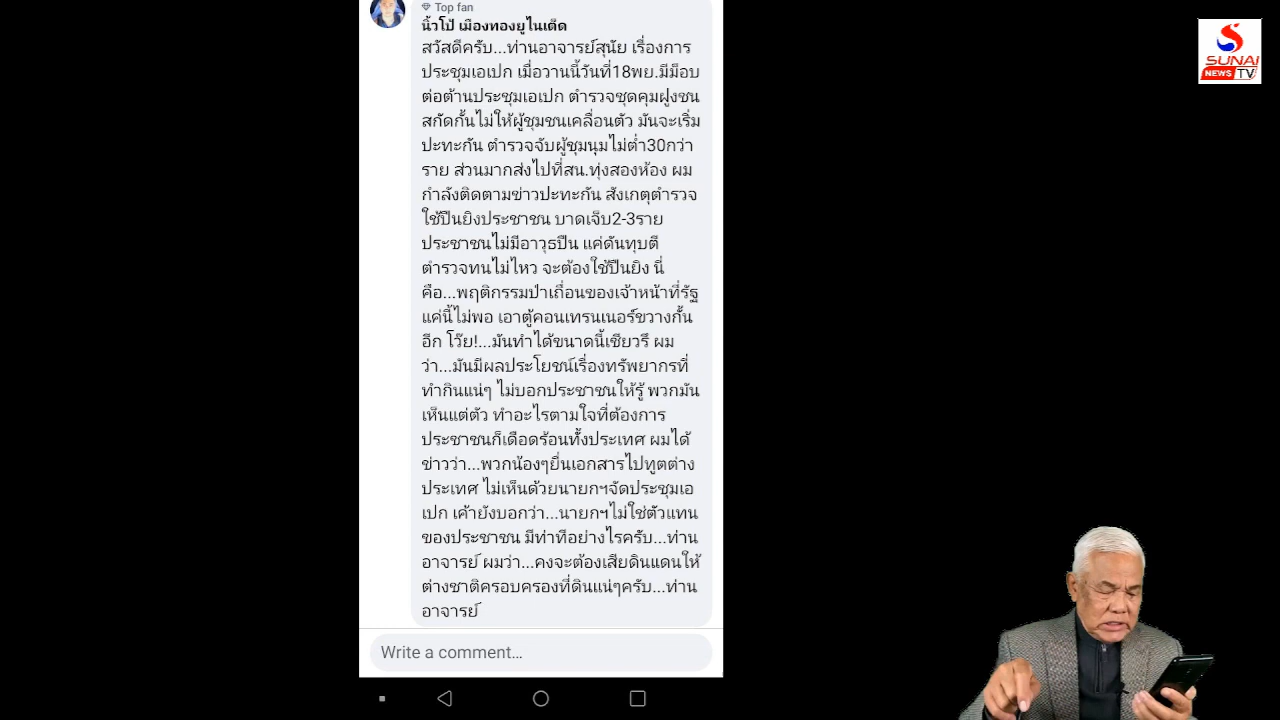 Top fan
นิ้วโป้ เมืองทองยูไนเต็ด
สวัสดีครับ...ท่านอาจารย์สุนัย เรื่องการ
ประชุมเอเปก เมื่อวานนี้วันที่18พย.มีม็อบ
ต่อต้านประชุมเอเปก ตำรวจชุดคุมฝูงชน
สกัดกั้นไม่ให้ผู้ชุมชนเคลื่อนตัว มันจะเริ่ม
ปะทะกัน ตำรวจจับผู้ชุมนุมไม่ต่ำ30กว่า
ราย ส่วนมากส่งไปที่สน.ทุ่งสองห้อง ผม
กำลังติดตามข่าวปะทะกัน สังเกตุตำรวจ
ใช้ปืนยิงประชาชน บาดเจ็บ2-3ราย
ประชาชนไม่มีอาวุธปืน แค่ดันทุบตี
ตำรวจทนไม่ไหว จะต้องใช้ปืนยิง นี่
คือ...พฤติกรรมป่าเถื่อนของเจ้าหน้าที่รัฐ
แค่นี้ไม่พอ เอาตู้คอนเทรนเนอร์ขวางกั้น
อีก โว๊ย!...มันทำได้ขนาดนี้เชียวรึ ผม
ว่า...มันมีผลประโยชน์เรื่องทรัพยากรที่
ทำกินแน่ๆ ไม่บอกประชาชนให้รู้ พวกมัน
เห็นแต่ตัว ทำอะไรตามใจที่ต้องการ
ประชาชนก็เดือดร้อนทั้งประเทศ ผมได้
ข่าวว่า...พวกน้องๆยื่นเอกสารไปทูตต่าง
ประเทศ ไม่เห็นด้วยนายกฯจัดประชุมเอ
เปก เค้ายังบอกว่า...นายกฯไม่ใช่ตัวแทน
ของประชาชน มีท่าทีอย่างไรครับ...ท่าน
อาจารย์ ผมว่า...คงจะต้องเสียดินแดนให้
ต่างชาติครอบครองที่ดินแน่ๆครับ...ท่าน
อาจารย์
Write a comment...
SUNAI
NEWS TV